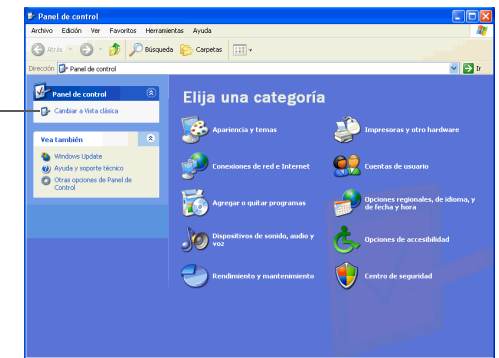 Panel de control
Archivo Edición Ver Favoritos Herramientas Ayuda
Atrás Búsqueda Carpetas
Dirección Panel de control Ir
Panel de control
Cambiar a Vista clásica
Vea también
Windows Update
Ayuda y soporte técnico
Otras opciones de Panel de
Control
Elija una categoría
Apariencia y temas
Impresoras y otro hardware
Conexiones de red e Internet
Cuentas de usuario
Agregar o quitar programas
Opciones regionales, de idioma, y
de fecha y hora
Dispositivos de sonido, audio y
voz
Opciones de accesibilidad
Rendimiento y mantenimiento
Centro de seguridad